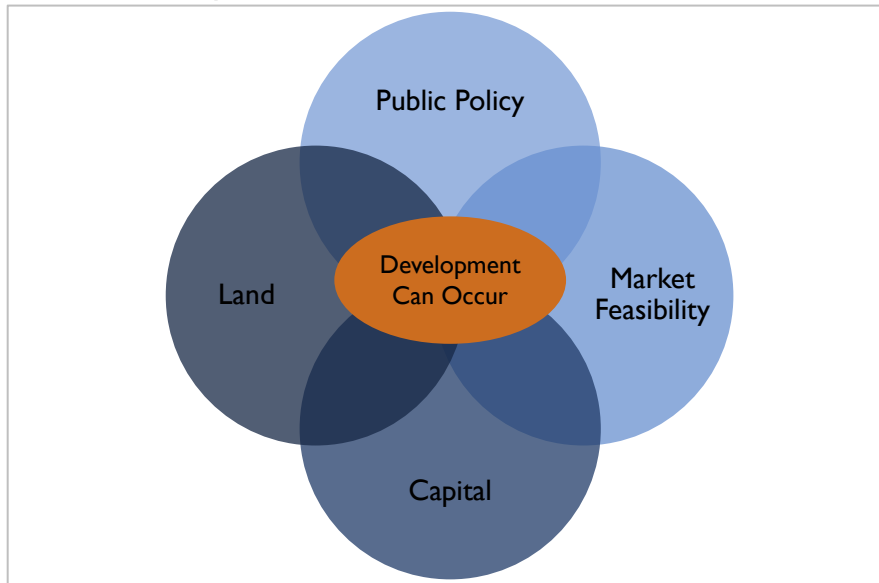 Public Policy
Land
Development
Can Occur
Market
Feasibility
Capital